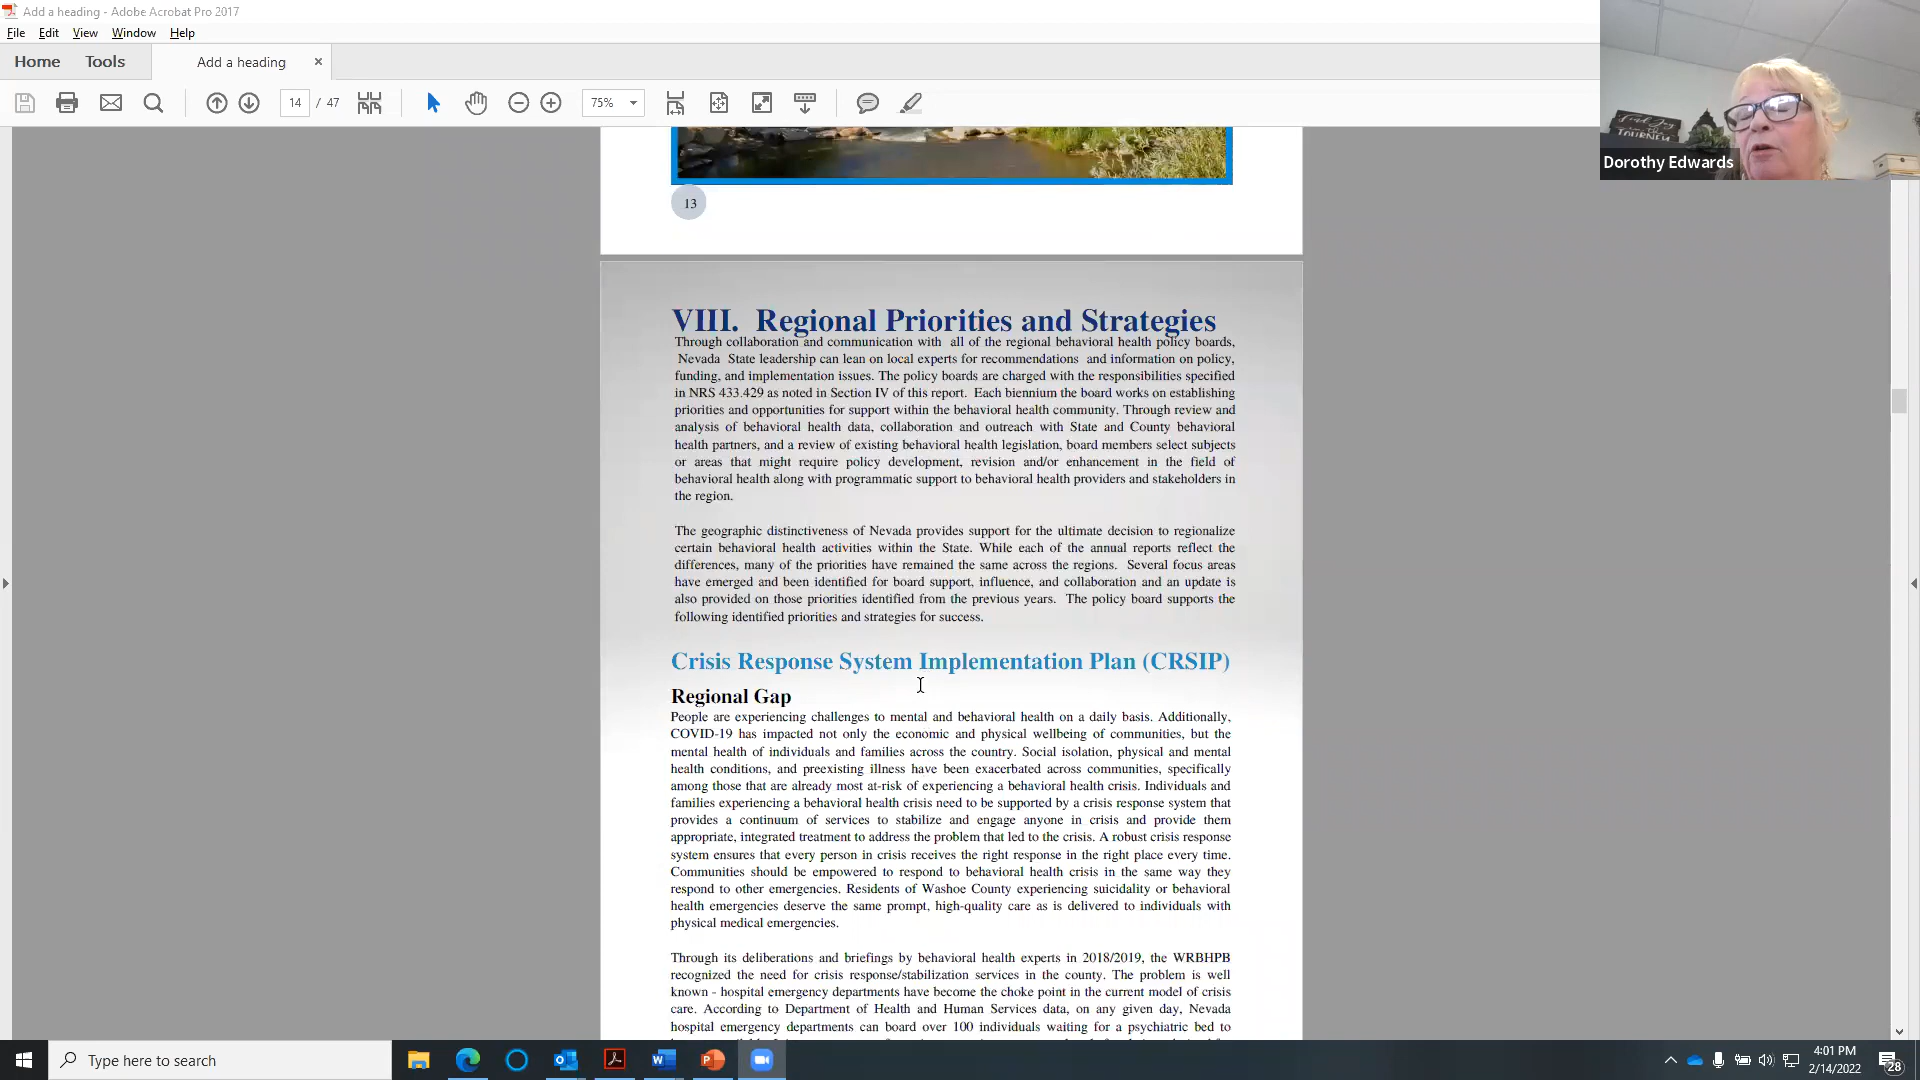 Add a heading - Adobe Acrobat Pro 2017
File Edit View Window Help
Home Tools Add a heading ×
14 / 47 75%
Dorothy Edwards
13
VIII. Regional Priorities and Strategies
Through collaboration and communication with all of the regional behavioral health policy boards,
Nevada State leadership can lean on local experts for recommendations and information on policy,
funding, and implementation issues. The policy boards are charged with the responsibilities specified
in NRS 433.429 as noted in Section IV of this report. Each biennium the board works on establishing
priorities and opportunities for support within the behavioral health community. Through review and
analysis of behavioral health data, collaboration and outreach with State and County behavioral
health partners, and a review of existing behavioral health legislation, board members select subjects
or areas that might require policy development, revision and/or enhancement in the field of
behavioral health along with programmatic support to behavioral health providers and stakeholders in
the region.
The geographic distinctiveness of Nevada provides support for the ultimate decision to regionalize
certain behavioral health activities within the State. While each of the annual reports reflect the
differences, many of the priorities have remained the same across the regions. Several focus areas
have emerged and been identified for board support, influence, and collaboration and an update is
also provided on those priorities identified from the previous years. The policy board supports the
following identified priorities and strategies for success.
Crisis Response System Implementation Plan (CRSIP)
Regional Gap
People are experiencing challenges to mental and behavioral health on a daily basis. Additionally,
COVID-19 has impacted not only the economic and physical wellbeing of communities, but the
mental health of individuals and families across the country. Social isolation, physical and mental
health conditions, and preexisting illness have been exacerbated across communities, specifically
among those that are already most at-risk of experiencing a behavioral health crisis. Individuals and
families experiencing a behavioral health crisis need to be supported by a crisis response system that
provides a continuum of services to stabilize and engage anyone in crisis and provide them
appropriate, integrated treatment to address the problem that led to the crisis. A robust crisis response
system ensures that every person in crisis receives the right response in the right place every time.
Communities should be empowered to respond to behavioral health crisis in the same way they
respond to other emergencies. Residents of Washoe County experiencing suicidality or behavioral
health emergencies deserve the same prompt, high-quality care as is delivered to individuals with
physical medical emergencies.
Through its deliberations and briefings by behavioral health experts in 2018/2019, the WRBHPB
recognized the need for crisis response/stabilization services in the county. The problem is well
known - hospital emergency departments have become the choke point in the current model of crisis
care. According to Department of Health and Human Services data, on any given day, Nevada
hospital emergency departments can board over 100 individuals waiting for a psychiatric bed to
Type here to search
4:01 PM
2/14/2022
28